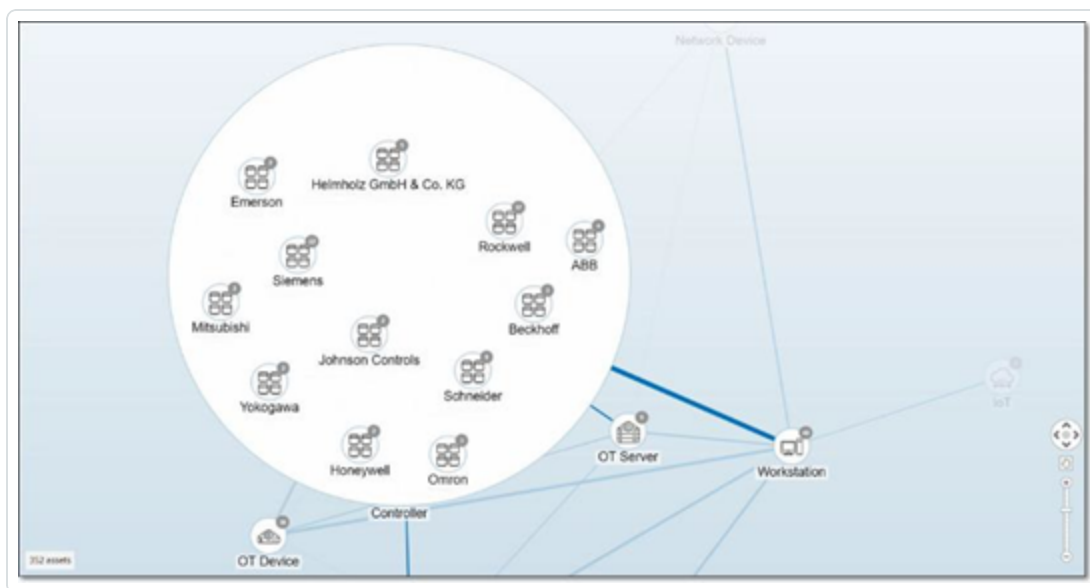 Network Device
Helmholz GmbH & Co. KG
Emerson
Rockwell
ABB
Siemens
Mitsubishi
Beckhoff
Johnson Controls
Schneider
Yokogawa
IoT
Honeywell
OT Server
Omron
Workstation
Controller
OT Device
352 assets